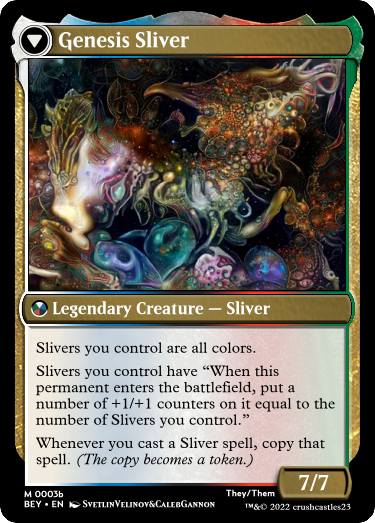 Genesis Sliver
Legendary Creature — Sliver
Slivers you control are all colors.
Slivers you control have “When this
permanent enters the battlefield, put a
number of +1/+1 counters on it equal to the
number of Slivers you control.”
Whenever you cast a Sliver spell, copy that
spell. (The copy becomes a token.)
7/7
M 0003b
They/Them
BEY • EN SvetlinVelinov&CalebGannon
™&© 2022 crushcastles23